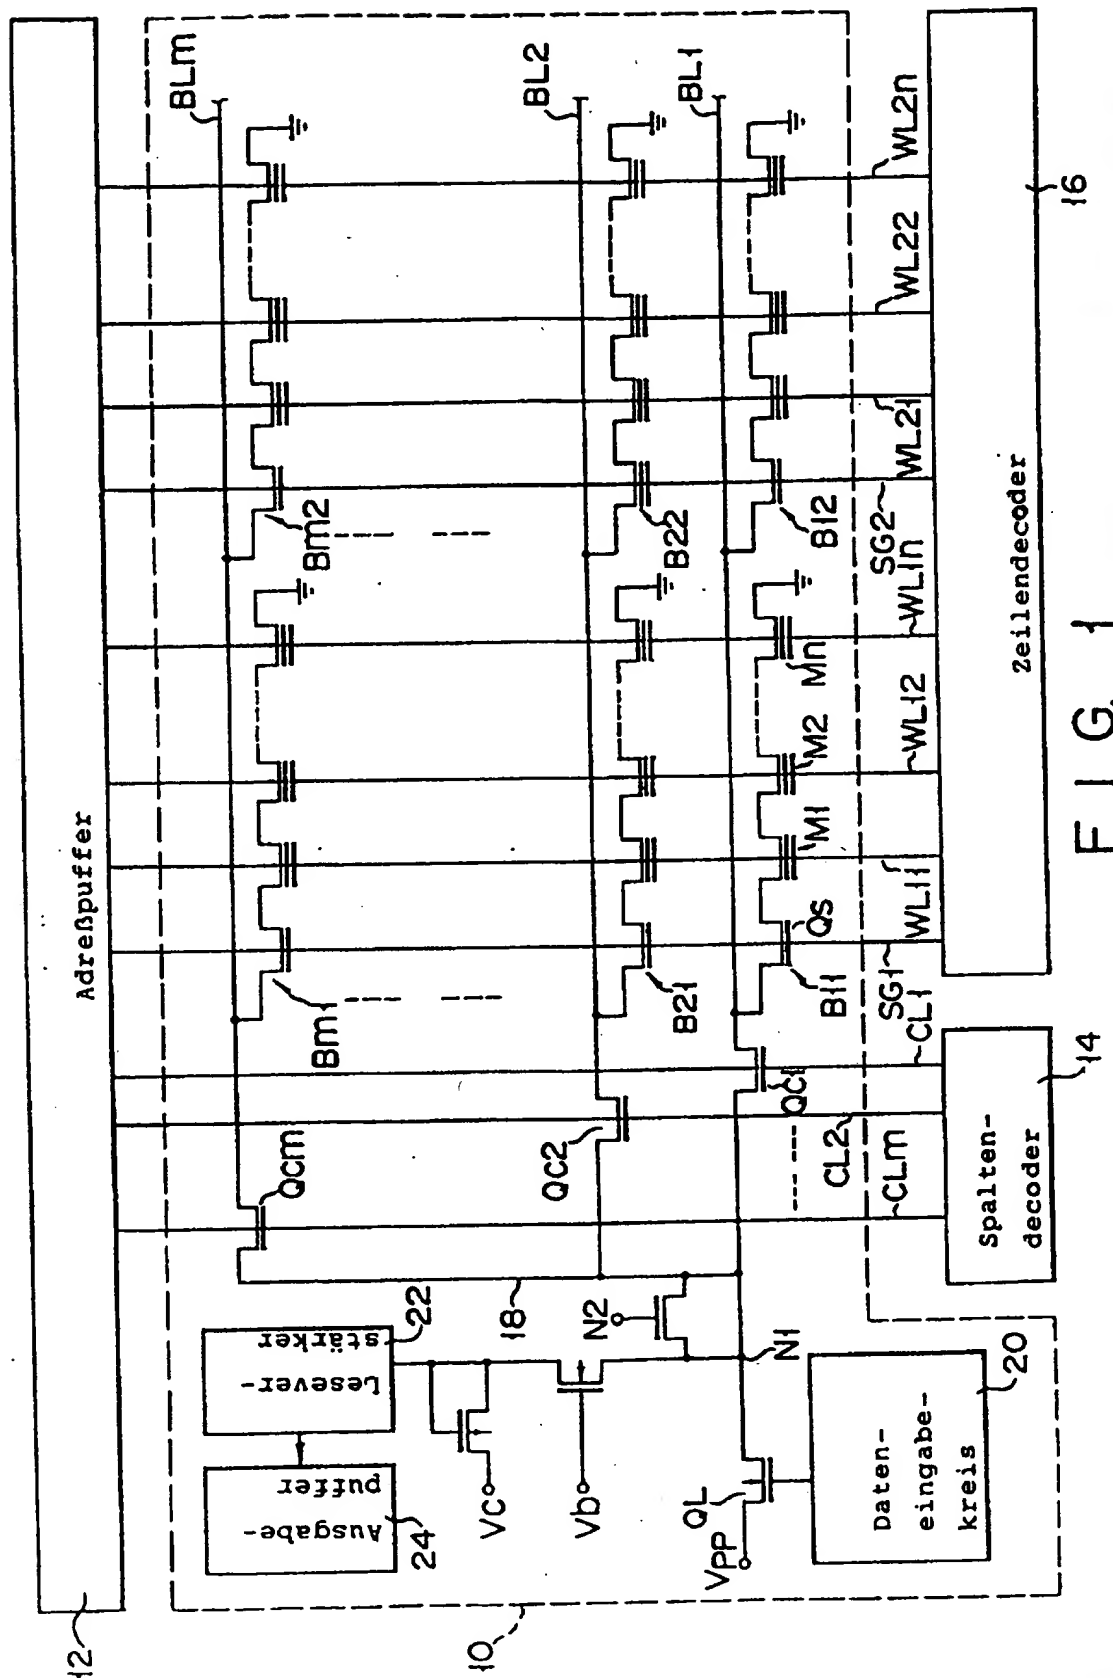 12
Adreßpuffer
10
24
Ausgabe-
puffer
22
Lesever-
stärker
Vc
Vb
VPP
QL
N2
N1
18
20
Daten-
eingabe-
kreis
QCm
QC2
QC1
BLm
BL2
BL1
Bm1
Bm2
B21
B22
B11
B12
QS
M1
M2
Mn
CLm
CL2
CL1
SG1
WL11
WL12
WL1n
SG2
WL21
WL22
WL2n
Spalten-
decoder
14
Zeilendecoder
16
FIG. 1